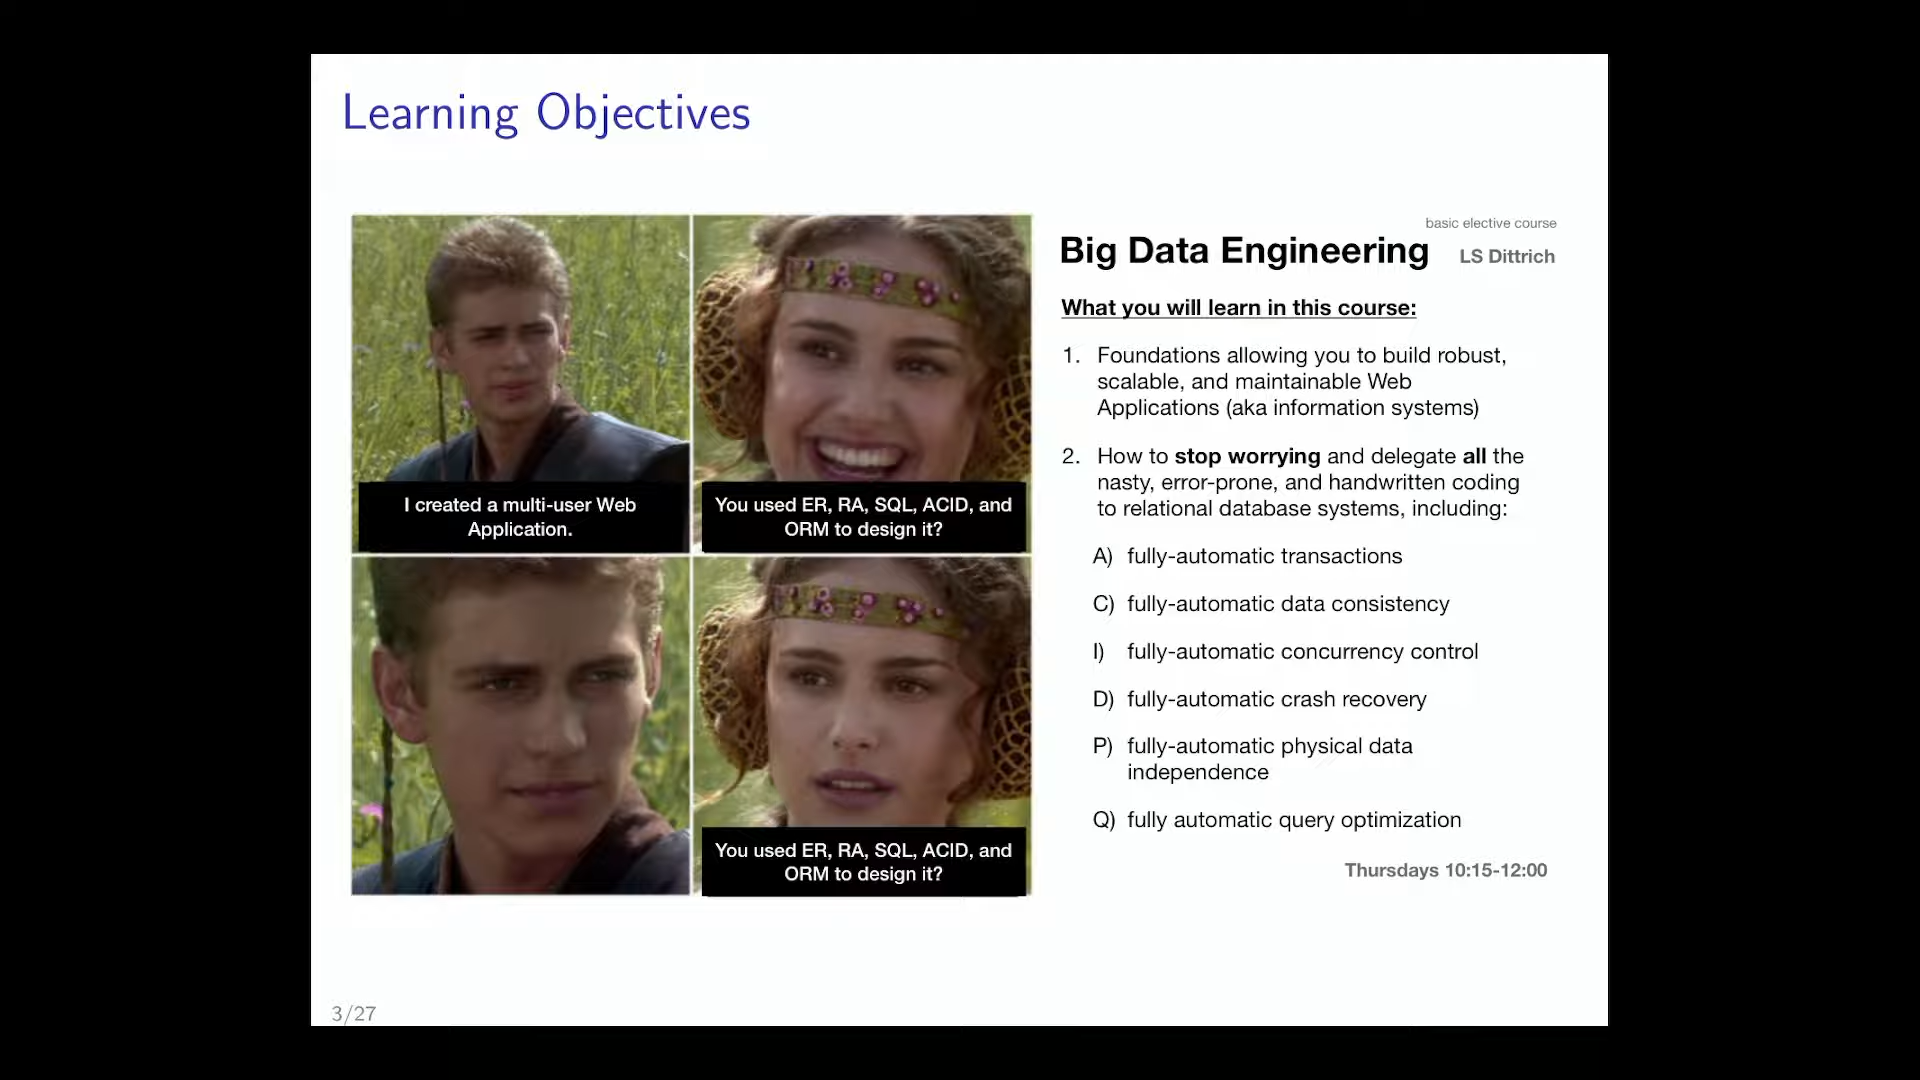 Learning Objectives
I created a multi-user Web
Application.
You used ER, RA, SQL, ACID, and
ORM to design it?
You used ER, RA, SQL, ACID, and
ORM to design it?
basic elective course
Big Data Engineering
LS Dittrich
What you will learn in this course:
1. Foundations allowing you to build robust,
scalable, and maintainable Web
Applications (aka information systems)
2. How to stop worrying and delegate all the
nasty, error-prone, and handwritten coding
to relational database systems, including:
A) fully-automatic transactions
C) fully-automatic data consistency
I) fully-automatic concurrency control
D) fully-automatic crash recovery
P) fully-automatic physical data
independence
Q) fully automatic query optimization
Thursdays 10:15-12:00
3/27